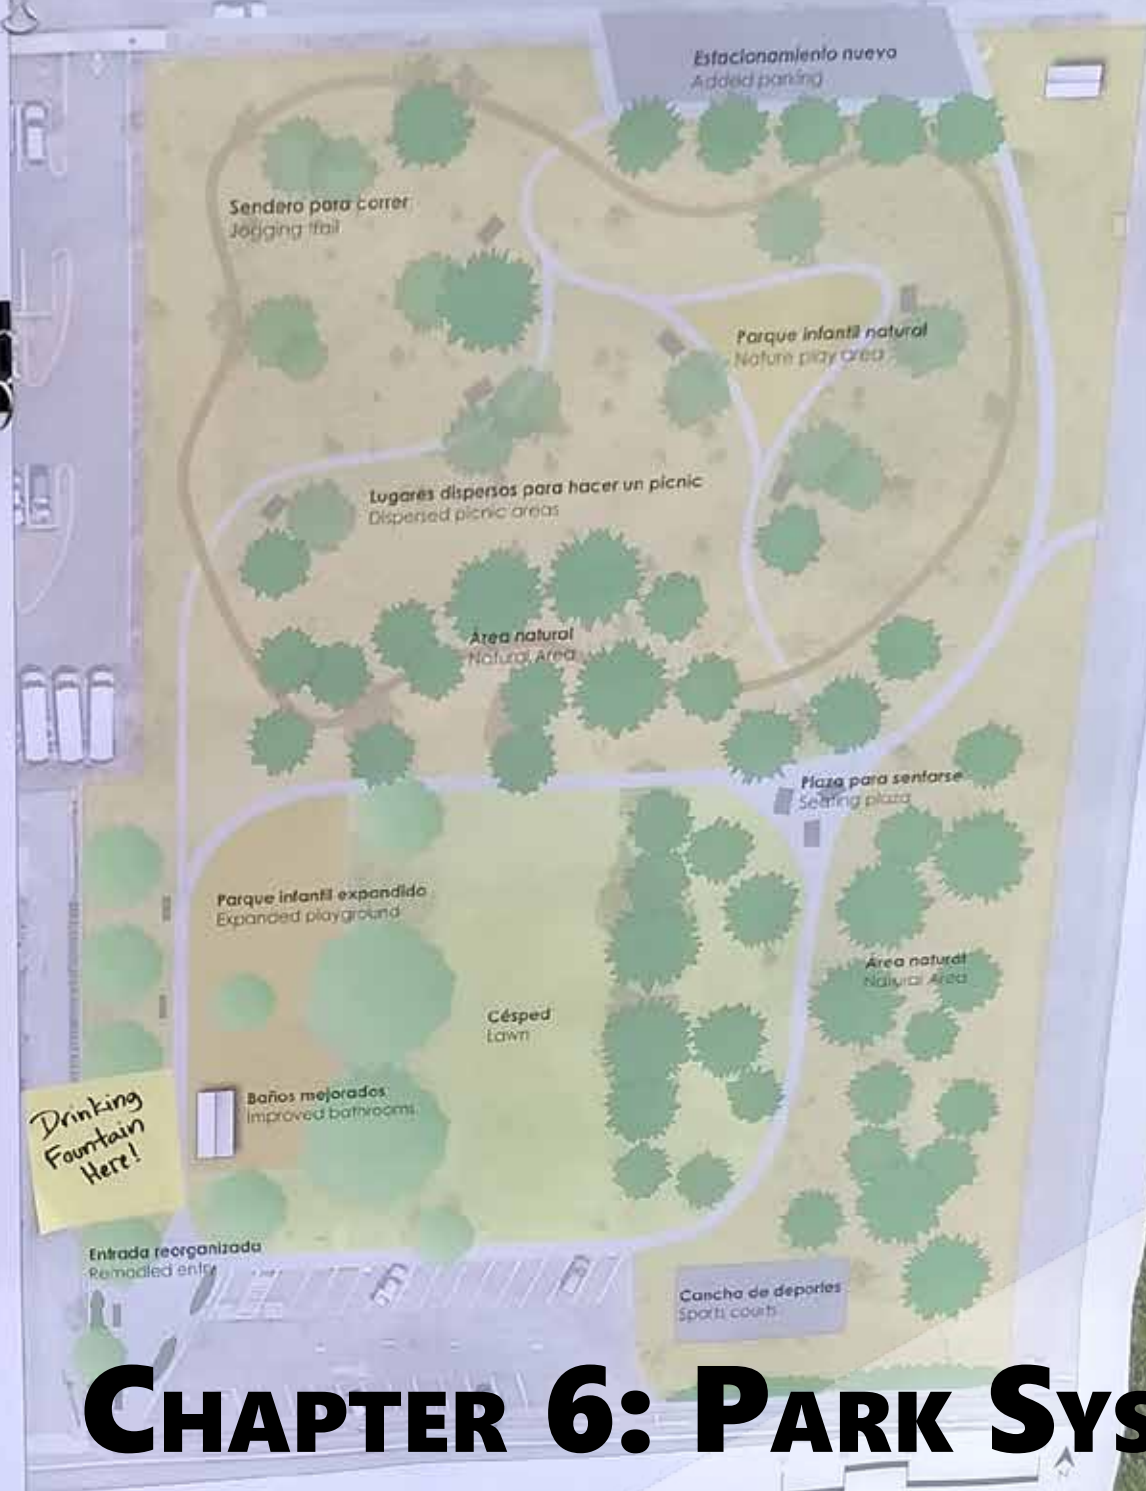 Estacionamiento nuevo
Added parking
Sendero para correr
Jogging trail
Parque infantil natural
Nature play area
Lugares dispersos para hacer un picnic
Dispersed picnic areas
Área natural
Natural Area
Plaza para sentarse
Seating plaza
Parque infantil expandido
Expanded playground
Área natural
Natural Area
Césped
Lawn
Baños mejorados
Improved bathrooms
Drinking
Fountain
Here!
Entrada reorganizada
Remodled entry
Cancha de deportes
Sports courts
CHAPTER 6: PARK SYS
N